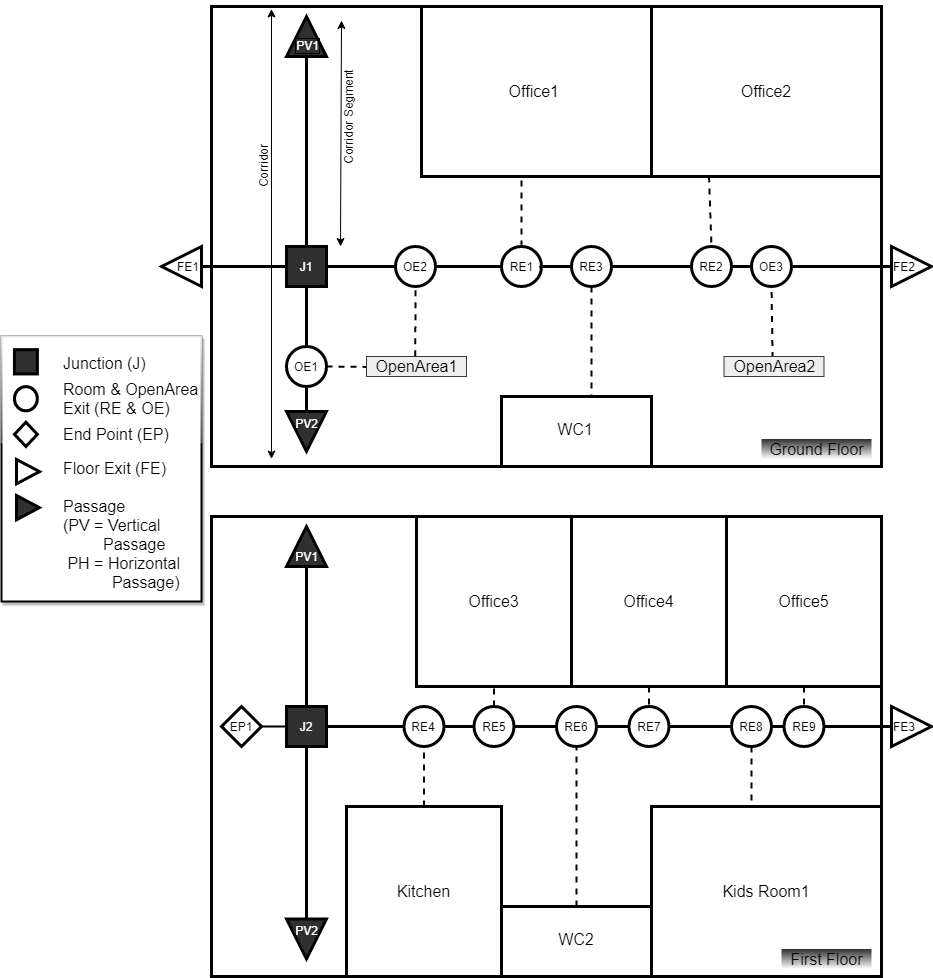 PV1
Corridor
Corridor Segment
Office1
Office2
FE1
J1
OE2
RE1
RE3
RE2
OE3
FE2
OE1
OpenArea1
OpenArea2
PV2
WC1
Ground Floor
Junction (J)
Room & OpenArea
Exit (RE & OE)
End Point (EP)
Floor Exit (FE)
Passage
(PV = Vertical
Passage
PH = Horizontal
Passage)
PV1
Office3
Office4
Office5
EP1
J2
RE4
RE5
RE6
RE7
RE8
RE9
FE3
Kitchen
Kids Room1
PV2
WC2
First Floor